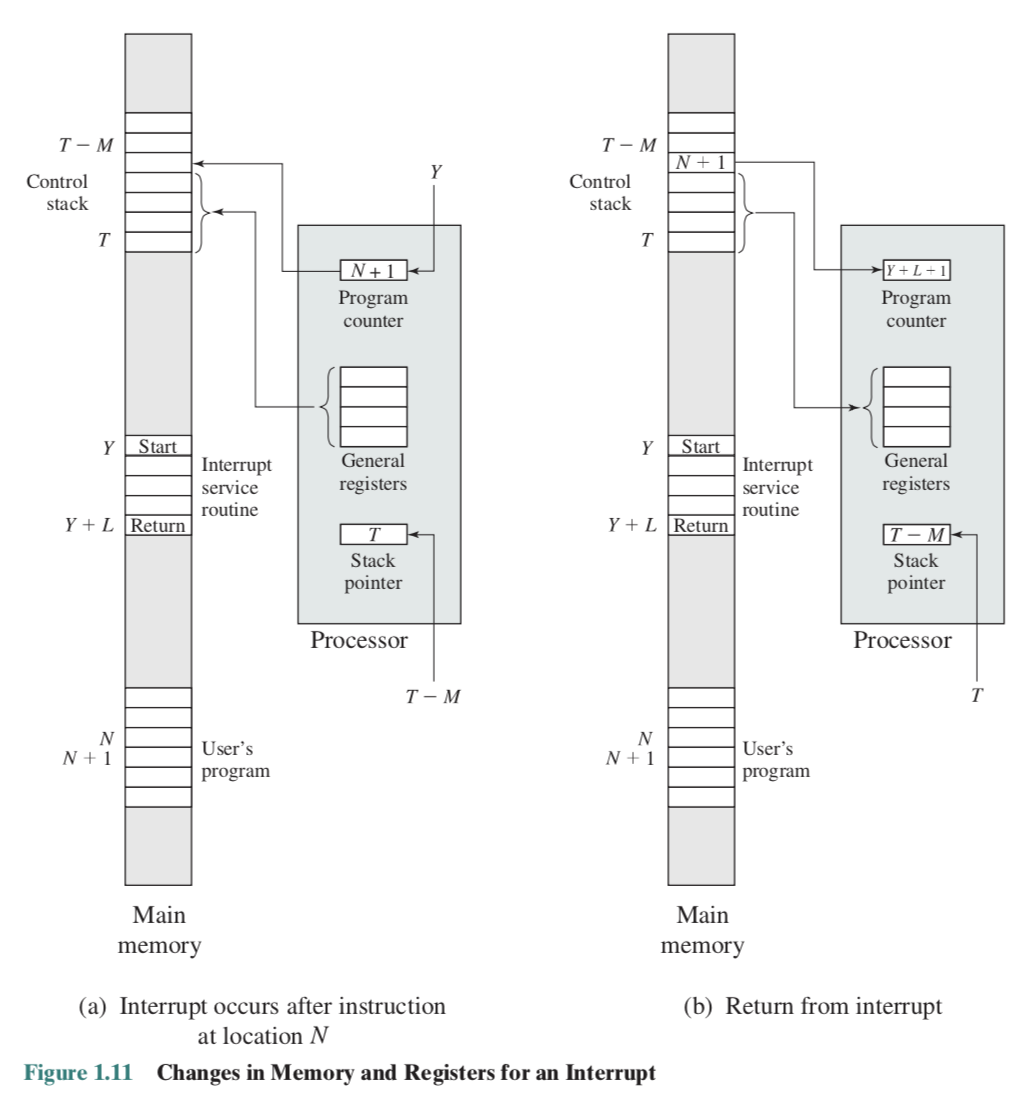 T – M
Control
stack
T
Y
N + 1
Program
counter
Y
Start
Interrupt
service
routine
Y + L
Return
General
registers
T
Stack
pointer
Processor
T – M
N
N + 1
User's
program
Main
memory
(a) Interrupt occurs after instruction
at location N
T – M
N + 1
Control
stack
T
Y + L + 1
Program
counter
Y
Start
Interrupt
service
routine
Y + L
Return
General
registers
T – M
Stack
pointer
Processor
T
N
N + 1
User's
program
Main
memory
(b) Return from interrupt
Figure 1.11 Changes in Memory and Registers for an Interrupt